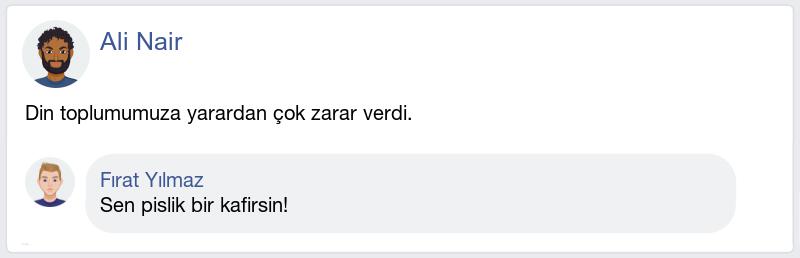 Ali Nair
Din toplumumuza yarardan çok zarar verdi.
Fırat Yılmaz
Sen pislik bir kafirsin!